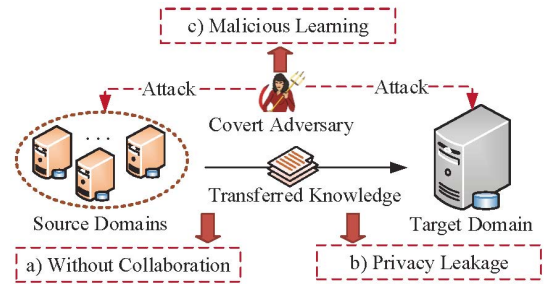 c) Malicious Learning
Attack
Attack
Covert Adversary
...
Transferred Knowledge
Source Domains
Target Domain
a) Without Collaboration
b) Privacy Leakage